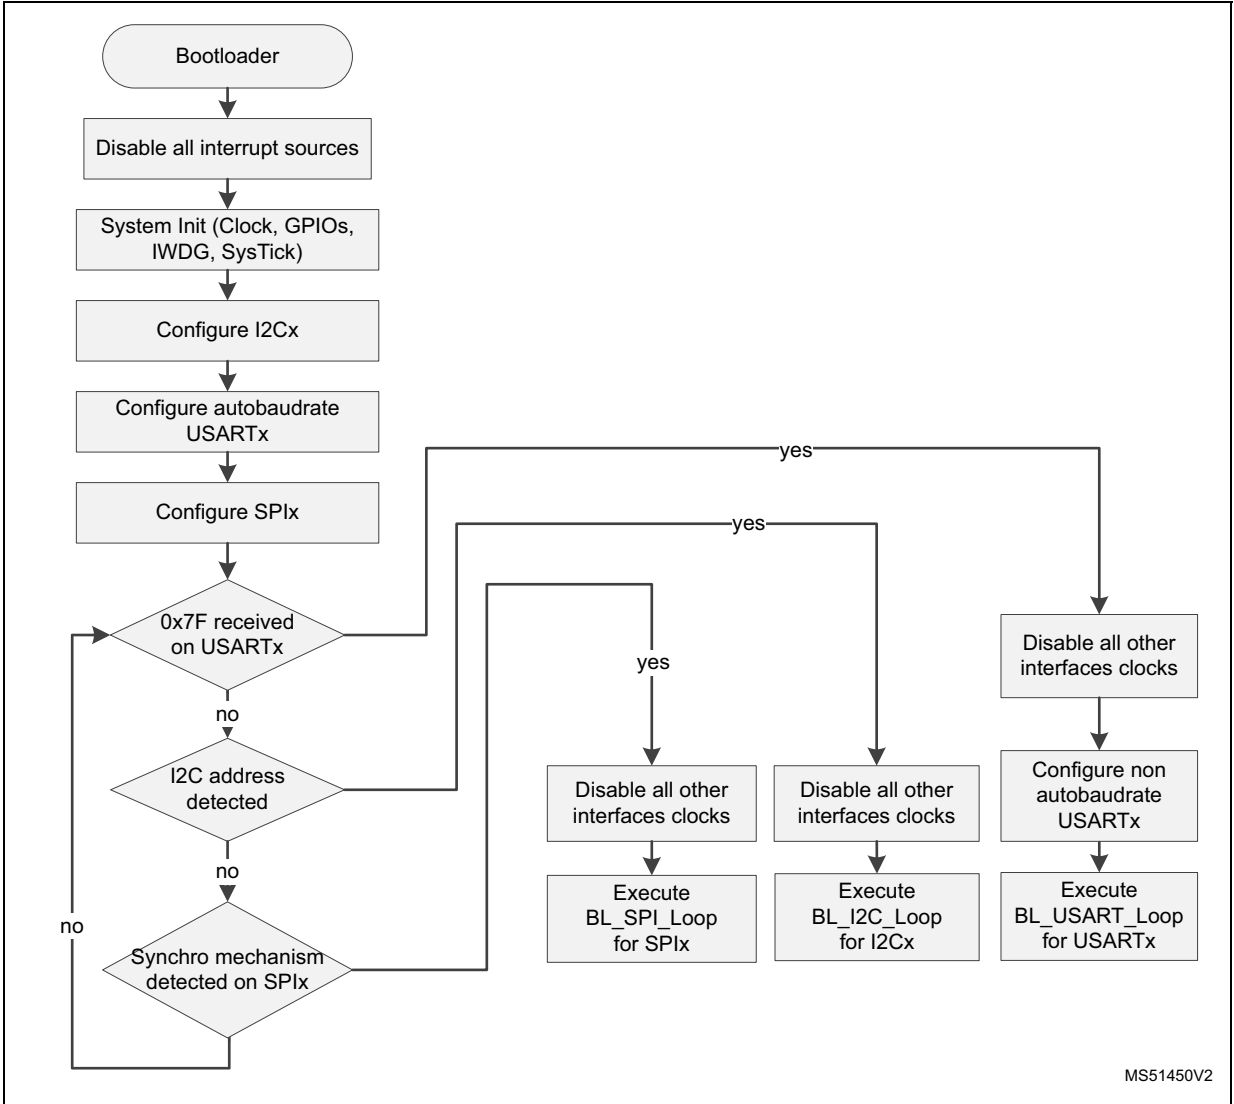 Bootloader
Disable all interrupt sources
System Init (Clock, GPIOs,
IWDG, SysTick)
Configure I2Cx
Configure autobaudrate
USARTx
Configure SPIx
0x7F received
on USARTx
yes
no
I2C address
detected
yes
no
Synchro mechanism
detected on SPIx
yes
no
Disable all other
interfaces clocks
Execute
BL_SPI_Loop
for SPIx
Disable all other
interfaces clocks
Execute
BL_I2C_Loop
for I2Cx
Disable all other
interfaces clocks
Configure non
autobaudrate
USARTx
Execute
BL_USART_Loop
for USARTx
MS51450V2